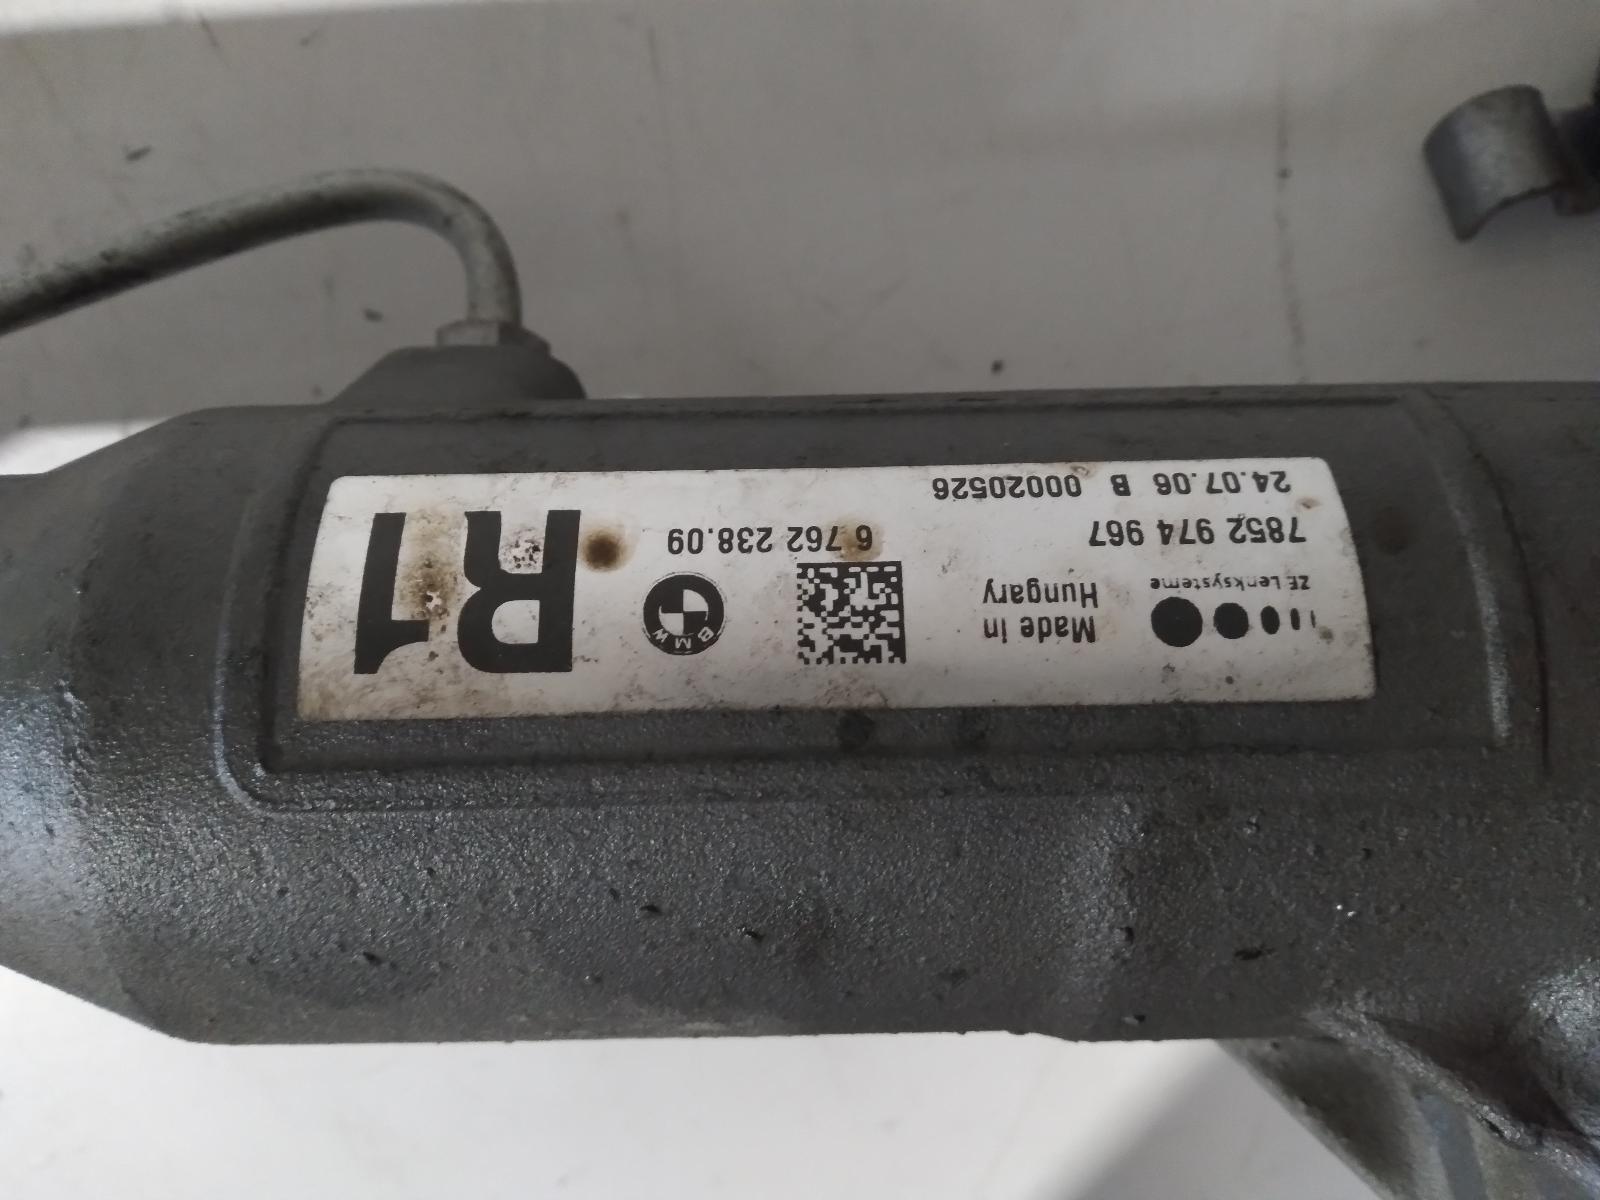 ZF Lenksysteme
Made in
Hungary
7852 974 967
24.07.06 B 00020526
BMW
6 762 238.09
R1